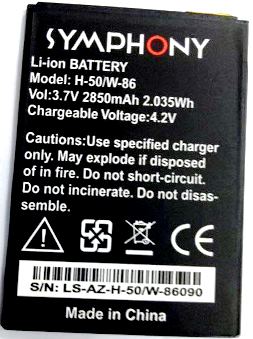 SYMPHONY
Li-ion BATTERY
Model: H-50/W-86
Vol:3.7V 2850mAh 2.035Wh
Chargeable Voltage:4.2V
Cautions:Use specified charger
only. May explode if disposed
of in fire. Do not short-circuit.
Do not incinerate. Do not dis-
assemble.
S/N: LS-AZ-H-50/W-86090
Made in China